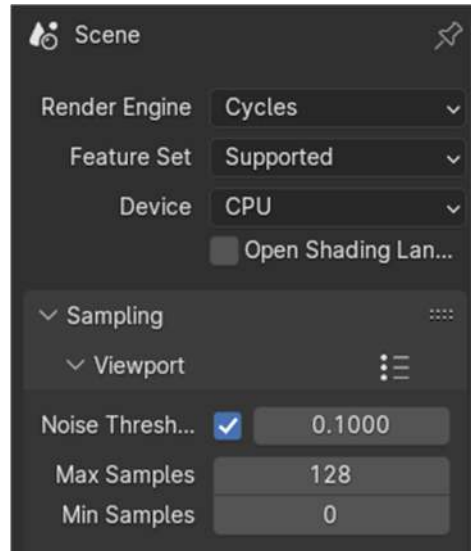 Scene
Render Engine Cycles
Feature Set Supported
Device CPU
Open Shading Lan...
Sampling
Viewport
Noise Thresh... 0.1000
Max Samples 128
Min Samples 0